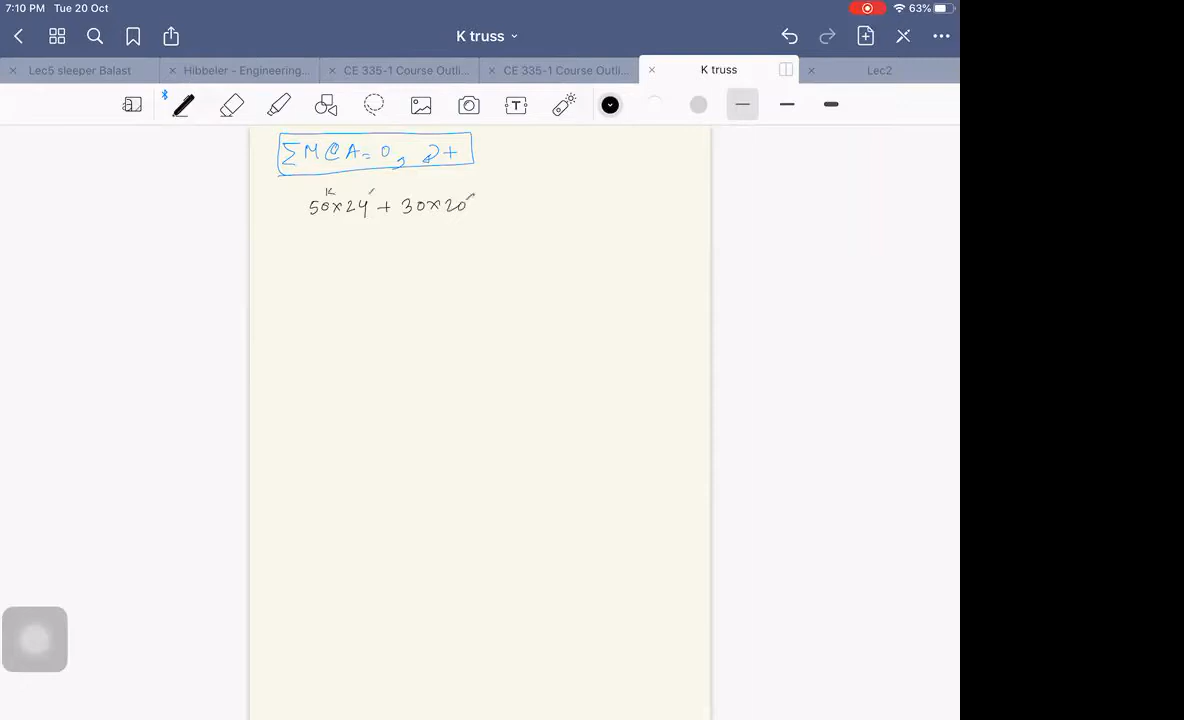 7:10 PM Tue 20 Oct 63%
K truss
Lec5 sleeper Balast
Hibbeler - Engineering...
CE 335-1 Course Outli...
CE 335-1 Course Outli...
K truss
Lec2
T
ΣM@A=0, ↻+
50ᵏ×24′ + 30×20′